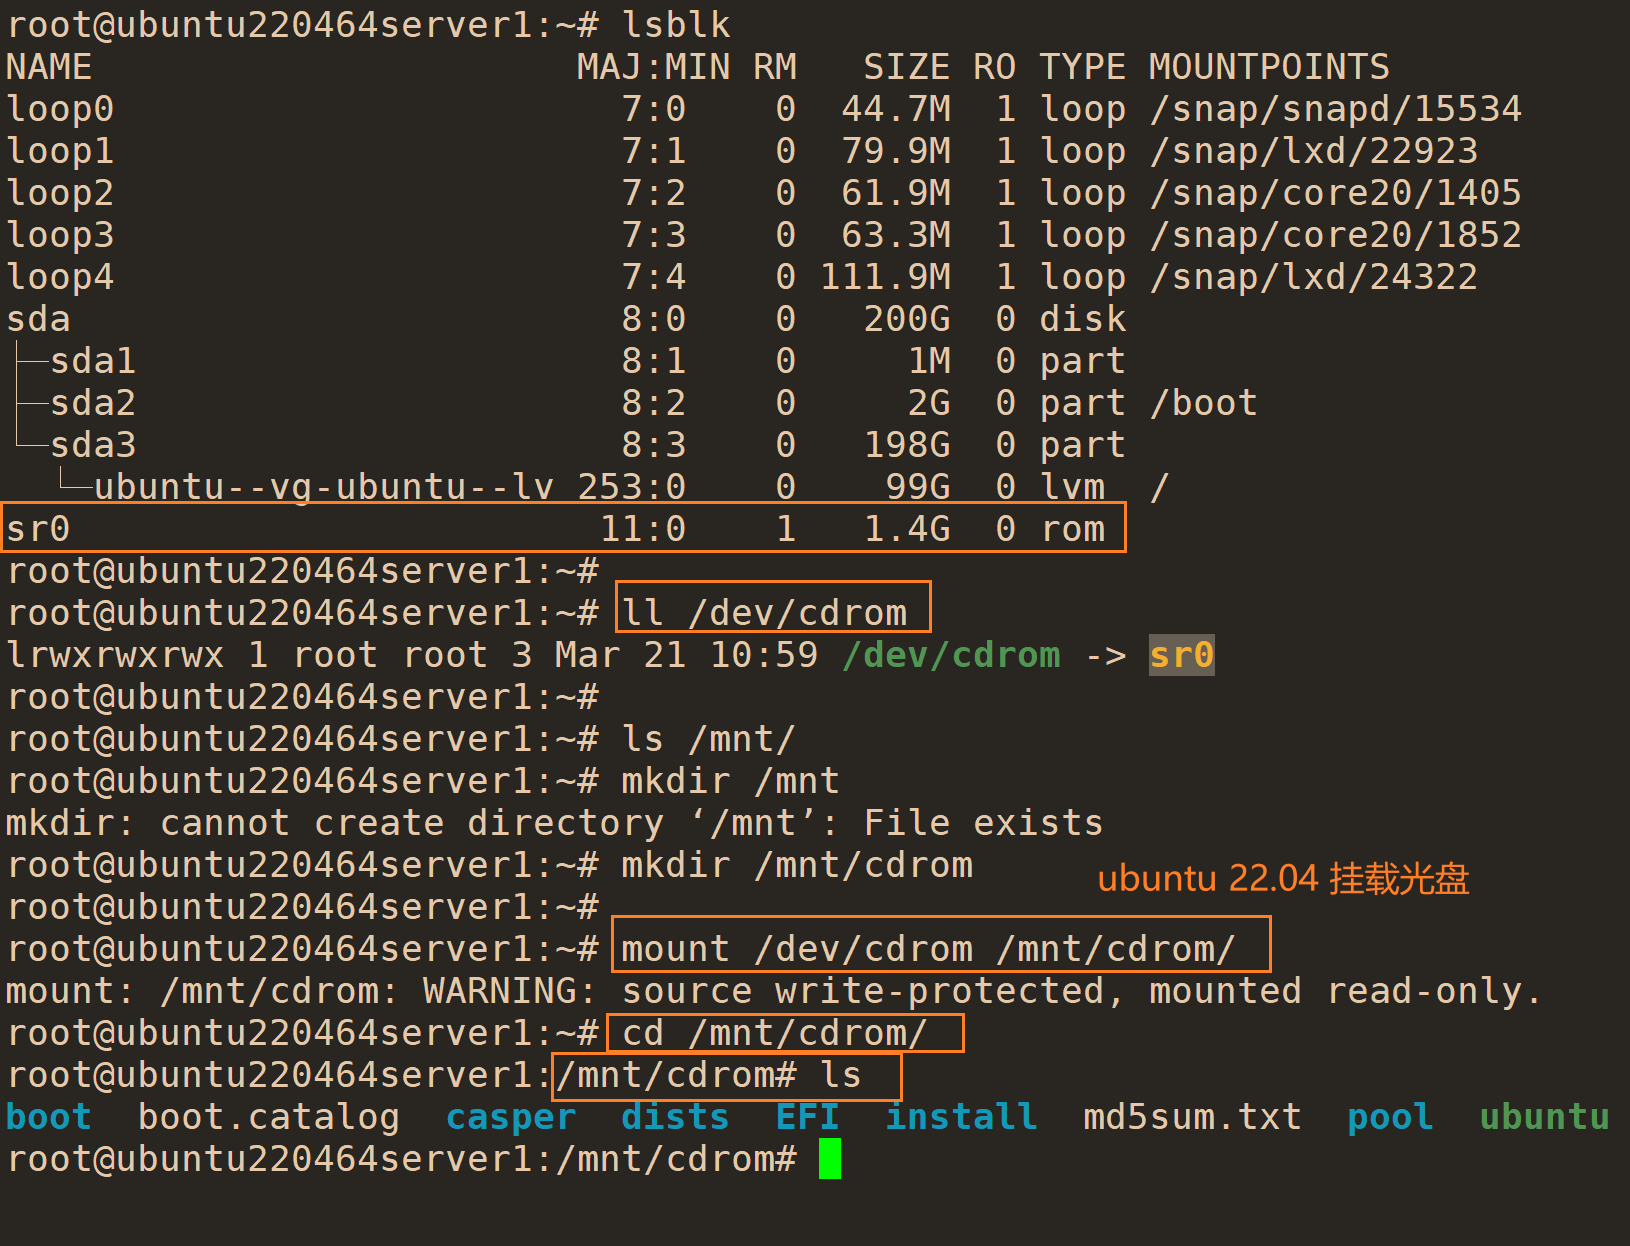 root@ubuntu220464server1:~# lsblk
NAME MAJ:MIN RM SIZE RO TYPE MOUNTPOINTS
loop0 7:0 0 44.7M 1 loop /snap/snapd/15534
loop1 7:1 0 79.9M 1 loop /snap/lxd/22923
loop2 7:2 0 61.9M 1 loop /snap/core20/1405
loop3 7:3 0 63.3M 1 loop /snap/core20/1852
loop4 7:4 0 111.9M 1 loop /snap/lxd/24322
sda 8:0 0 200G 0 disk
├─sda1 8:1 0 1M 0 part
├─sda2 8:2 0 2G 0 part /boot
└─sda3 8:3 0 198G 0 part
└─ubuntu--vg-ubuntu--lv 253:0 0 99G 0 lvm /
sr0 11:0 1 1.4G 0 rom
root@ubuntu220464server1:~#
root@ubuntu220464server1:~# ll /dev/cdrom
lrwxrwxrwx 1 root root 3 Mar 21 10:59 /dev/cdrom -> sr0
root@ubuntu220464server1:~#
root@ubuntu220464server1:~# ls /mnt/
root@ubuntu220464server1:~# mkdir /mnt
mkdir: cannot create directory ‘/mnt’: File exists
root@ubuntu220464server1:~# mkdir /mnt/cdrom
ubuntu 22.04 挂载光盘
root@ubuntu220464server1:~#
root@ubuntu220464server1:~# mount /dev/cdrom /mnt/cdrom/
mount: /mnt/cdrom: WARNING: source write-protected, mounted read-only.
root@ubuntu220464server1:~# cd /mnt/cdrom/
root@ubuntu220464server1:/mnt/cdrom# ls
boot boot.catalog casper dists EFI install md5sum.txt pool ubuntu
root@ubuntu220464server1:/mnt/cdrom#